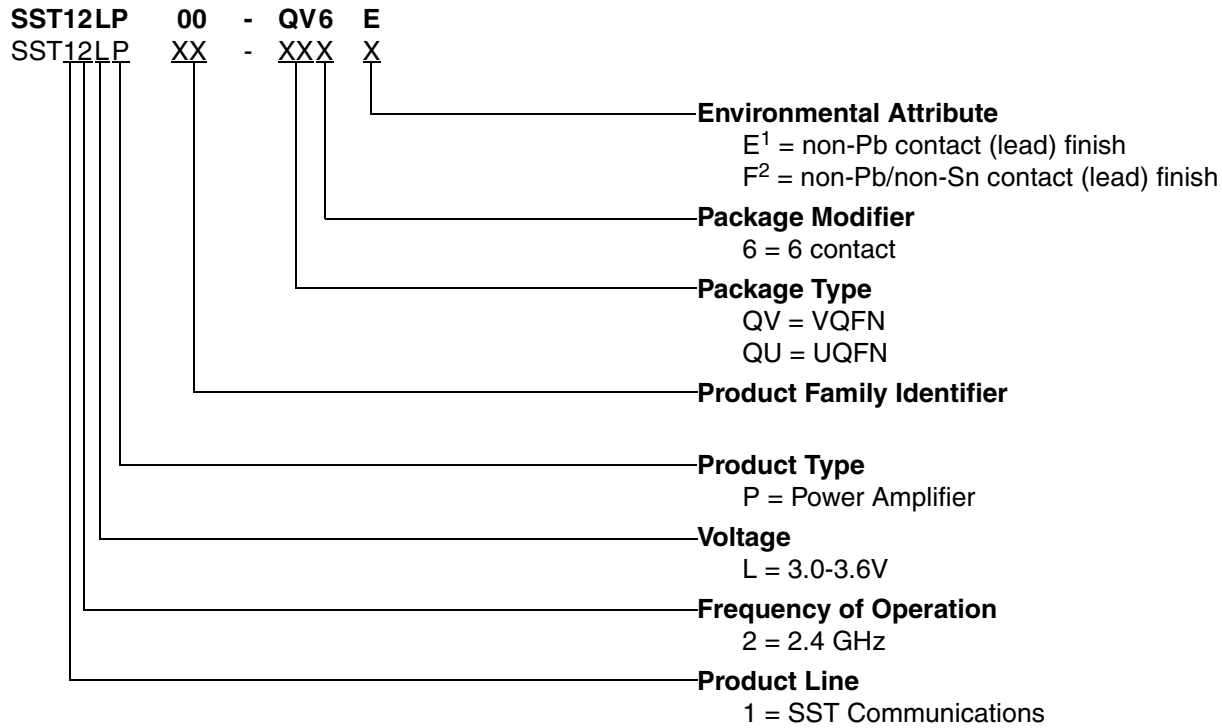 SST12LP 00 - QV6 E
SST12LP XX - XXX X
Environmental Attribute
E1 = non-Pb contact (lead) finish
F2 = non-Pb/non-Sn contact (lead) finish
Package Modifier
6 = 6 contact
Package Type
QV = VQFN
QU = UQFN
Product Family Identifier
Product Type
P = Power Amplifier
Voltage
L = 3.0-3.6V
Frequency of Operation
2 = 2.4 GHz
Product Line
1 = SST Communications